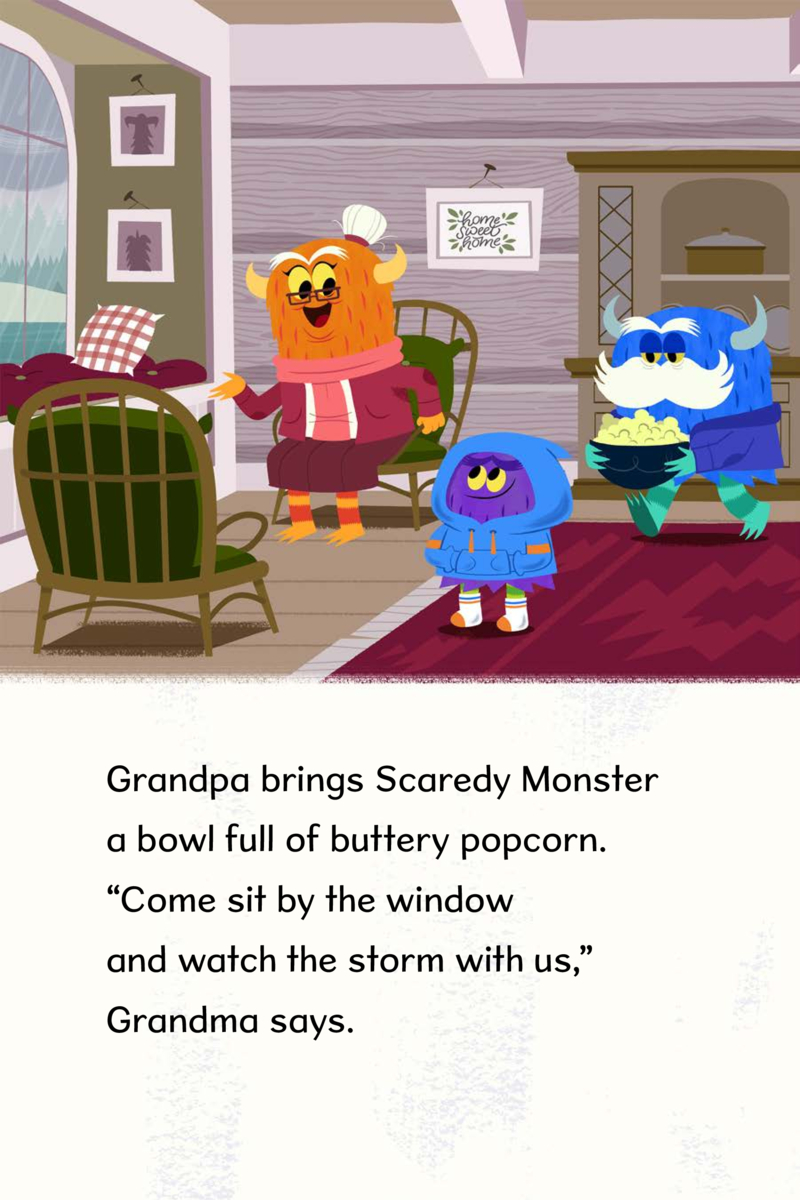 home
sweet
home
Grandpa brings Scaredy Monster
a bowl full of buttery popcorn.
“Come sit by the window
and watch the storm with us,”
Grandma says.